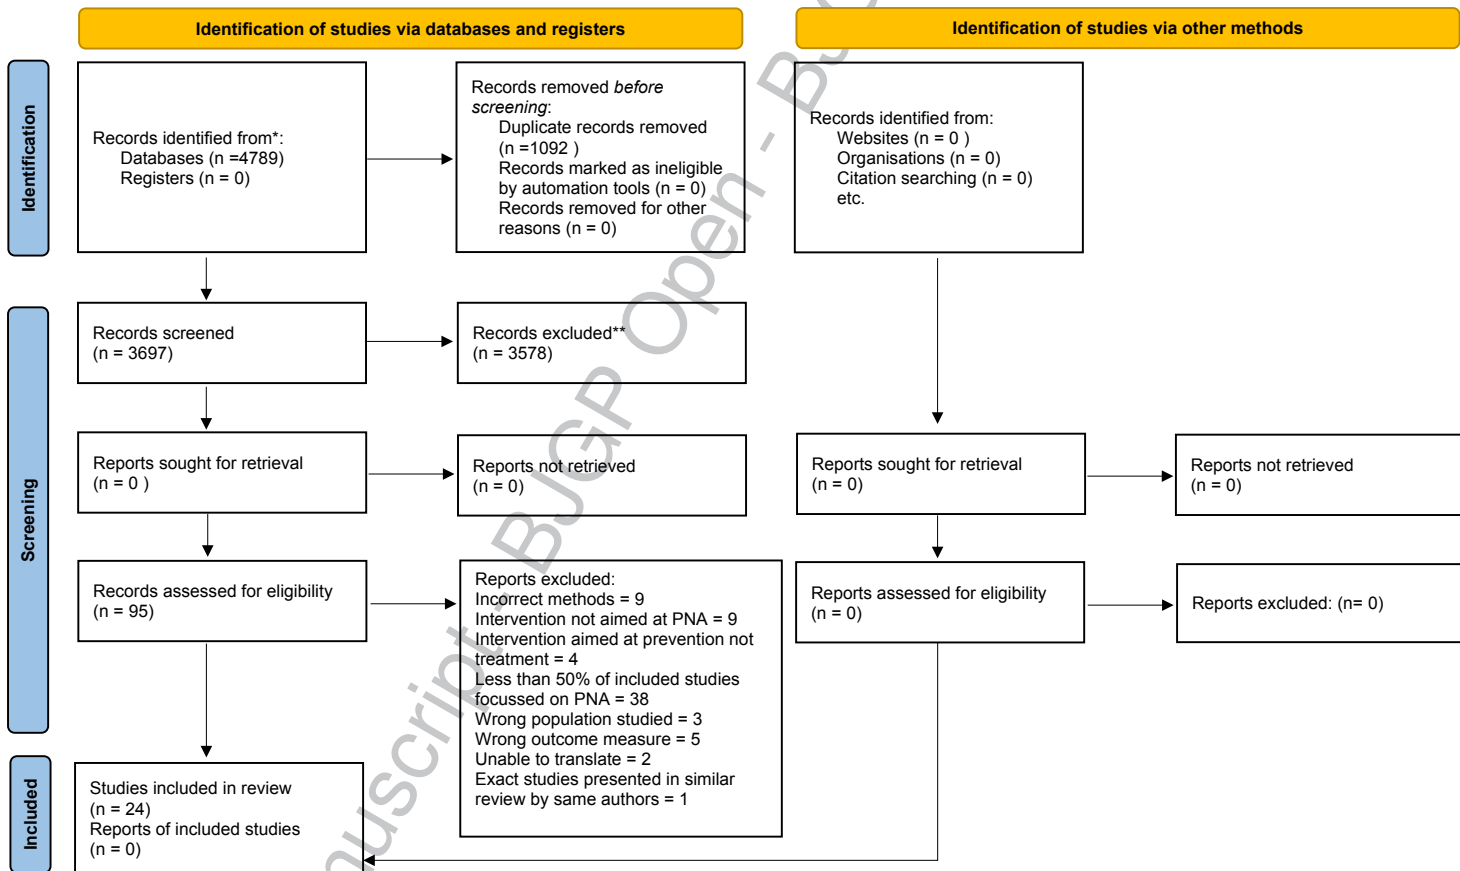 Identification of studies via databases and registers
Identification of studies via other methods
Identification
Records identified from*:
Databases (n =4789)
Registers (n = 0)
Records removed before
screening:
Duplicate records removed
(n =1092 )
Records marked as ineligible
by automation tools (n = 0)
Records removed for other
reasons (n = 0)
Records identified from:
Websites (n = 0 )
Organisations (n = 0)
Citation searching (n = 0)
etc.
Screening
Records screened
(n = 3697)
Records excluded**
(n = 3578)
Reports sought for retrieval
(n = 0 )
Reports not retrieved
(n = 0)
Reports sought for retrieval
(n = 0)
Reports not retrieved
(n = 0)
Records assessed for eligibility
(n = 95)
Reports excluded:
Incorrect methods = 9
Intervention not aimed at PNA = 9
Intervention aimed at prevention not
treatment = 4
Less than 50% of included studies
focussed on PNA = 38
Wrong population studied = 3
Wrong outcome measure = 5
Unable to translate = 2
Exact studies presented in similar
review by same authors = 1
Reports assessed for eligibility
(n = 0)
Reports excluded: (n= 0)
Included
Studies included in review
(n = 24)
Reports of included studies
(n = 0)
nuscript - BJGP Open - BJG